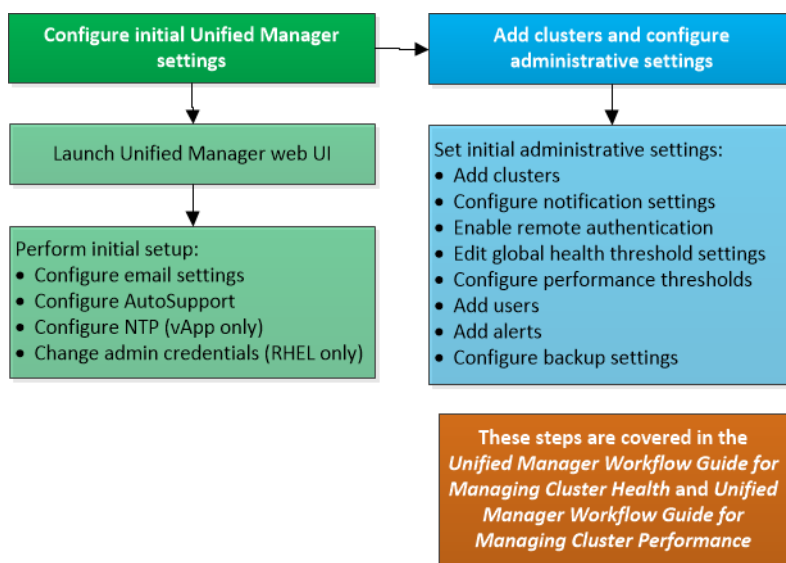 Configure initial Unified Manager
settings
Add clusters and configure
administrative settings
Launch Unified Manager web UI
Perform initial setup:
• Configure email settings
• Configure AutoSupport
• Configure NTP (vApp only)
• Change admin credentials (RHEL only)
Set initial administrative settings:
• Add clusters
• Configure notification settings
• Enable remote authentication
• Edit global health threshold settings
• Configure performance thresholds
• Add users
• Add alerts
• Configure backup settings
These steps are covered in the
Unified Manager Workflow Guide for
Managing Cluster Health and Unified
Manager Workflow Guide for
Managing Cluster Performance